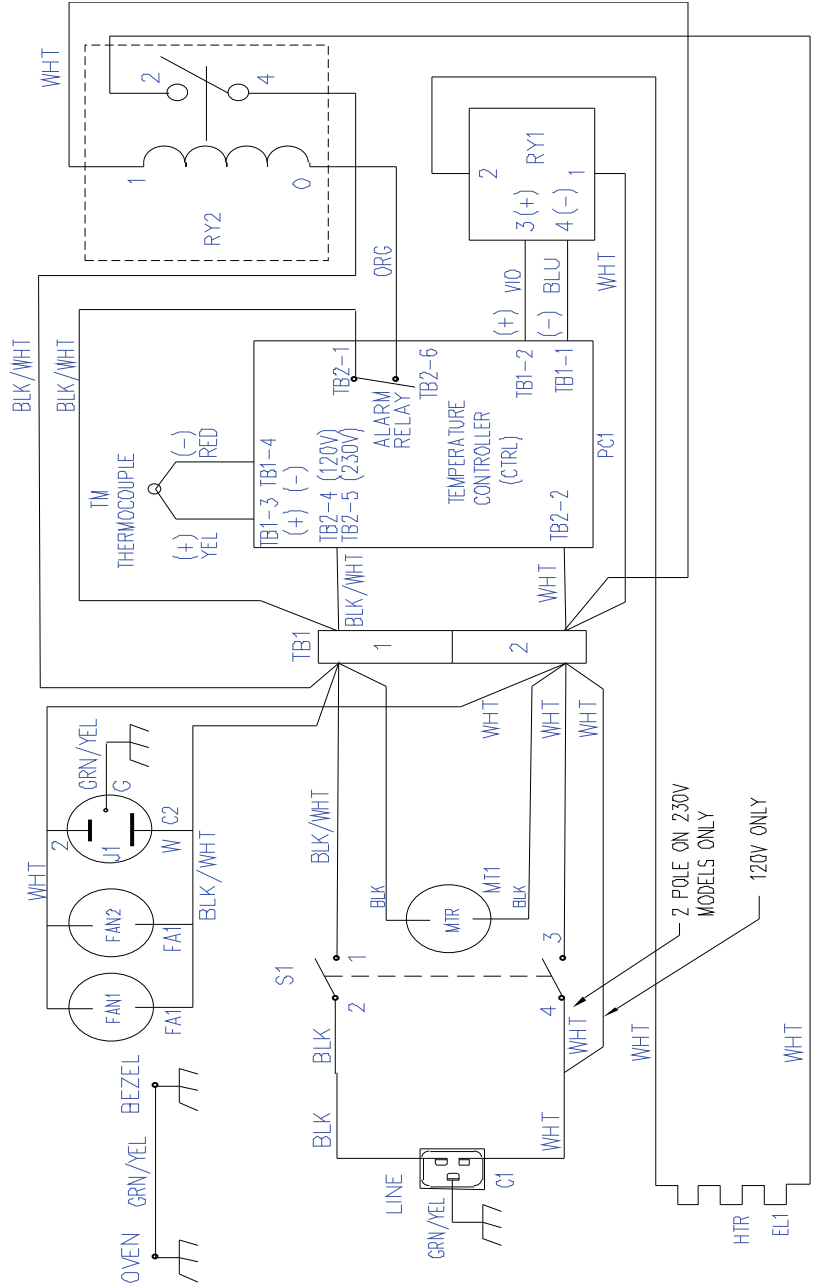 OVEN
GRN/YEL
BEZEL
FAN1
FA1
FAN2
FA1
WHT
2
J1
W
C2
G
GRN/YEL
BLK/WHT
BLK/WHT
BLK/WHT
WHT
TM
THERMOCOUPLE
(+)
YEL
(-)
RED
RY2
1
0
2
4
LINE
C1
GRN/YEL
BLK
WHT
BLK
WHT
S1
2
1
4
3
BLK/WHT
BLK
MTR
MT1
BLK
WHT
WHT
WHT
TB1
1
2
BLK/WHT
WHT
TB1-3
TB1-4
(+)
(-)
TB2-4 (120V)
TB2-5 (230V)
TB2-1
ALARM
RELAY
TB2-6
TEMPERATURE
CONTROLLER
(CTRL)
TB1-2
TB1-1
TB2-2
PC1
ORG
(+)
VIO
(-)
BLU
WHT
3(+)
4(-)
RY1
2
1
2 POLE ON 230V
MODELS ONLY
120V ONLY
WHT
HTR
EL1
WHT